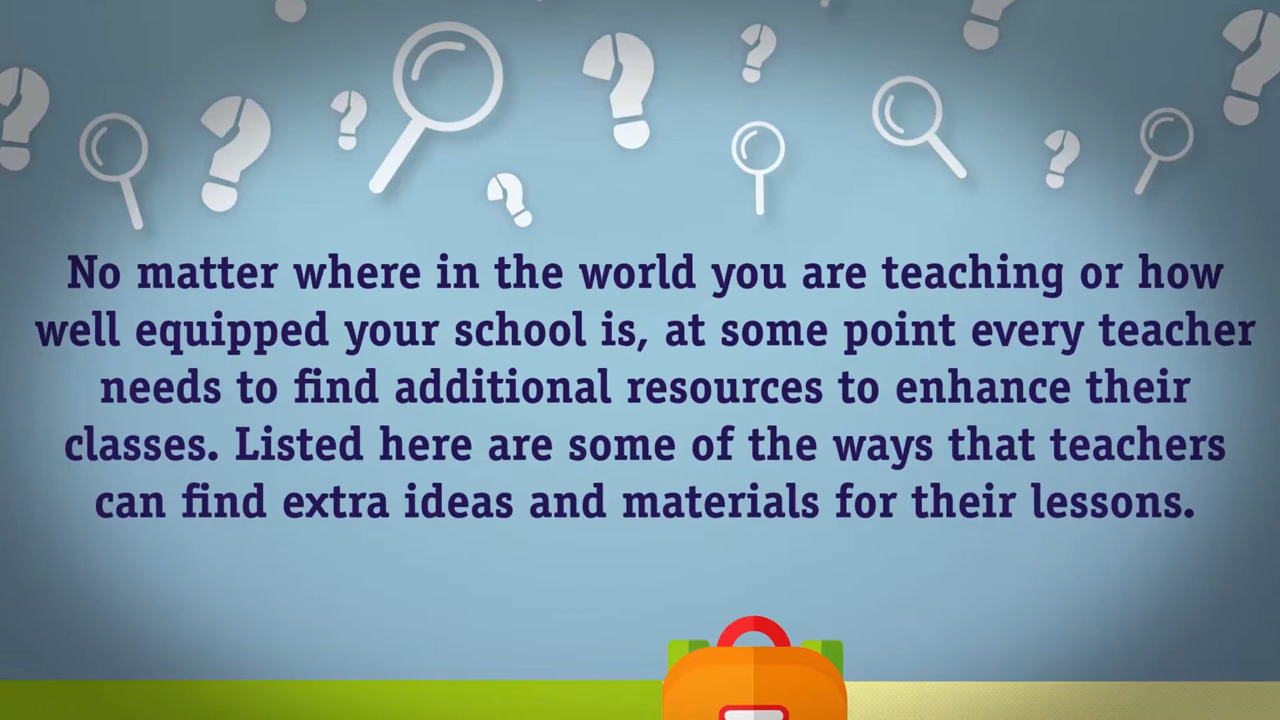 No matter where in the world you are teaching or how
well equipped your school is, at some point every teacher
needs to find additional resources to enhance their
classes. Listed here are some of the ways that teachers
can find extra ideas and materials for their lessons.